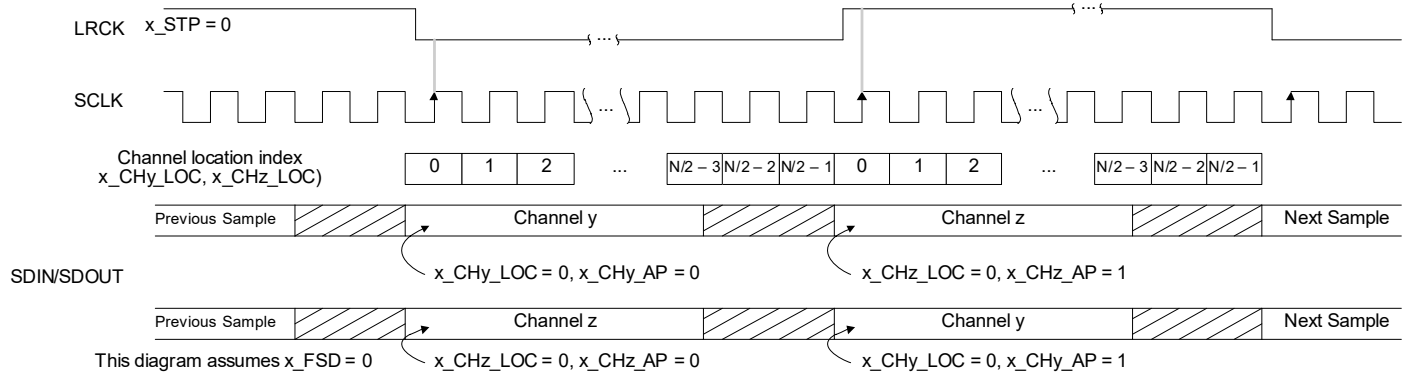 LRCK x_STP = 0 ... ...
SCLK ... ...
Channel location index
x_CHy_LOC, x_CHz_LOC)
0 1 2 ... N/2 – 3 N/2 – 2 N/2 – 1 0 1 2 ... N/2 – 3 N/2 – 2 N/2 – 1
Previous Sample Channel y Channel z Next Sample
x_CHy_LOC = 0, x_CHy_AP = 0 x_CHz_LOC = 0, x_CHz_AP = 1
SDIN/SDOUT
Previous Sample Channel z Channel y Next Sample
This diagram assumes x_FSD = 0 x_CHz_LOC = 0, x_CHz_AP = 0 x_CHy_LOC = 0, x_CHy_AP = 1